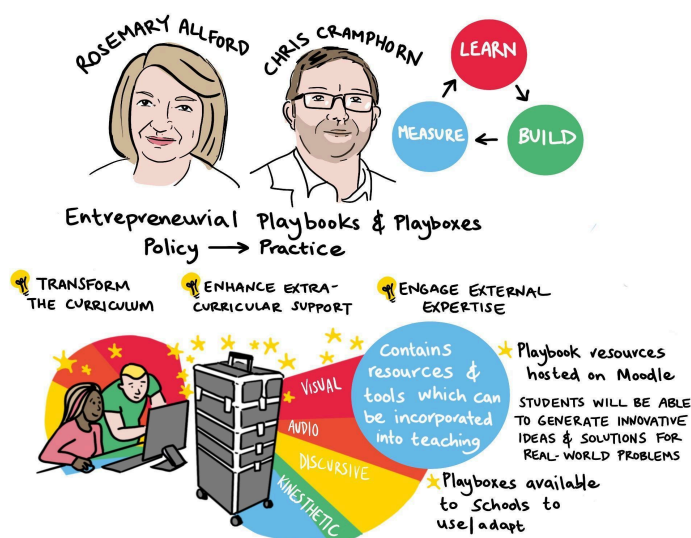 ROSEMARY ALLFORD
CHRIS CRAMPHORN
LEARN
MEASURE
BUILD
Entrepreneurial Playbooks & Playboxes
Policy → Practice
TRANSFORM
THE CURRICULUM
ENHANCE EXTRA-
CURRICULAR SUPPORT
ENGAGE EXTERNAL
EXPERTISE
VISUAL
AUDIO
DISCURSIVE
KINESTHETIC
Contains
resources &
tools which can
be incorporated
into teaching
Playbook resources
hosted on Moodle
STUDENTS WILL BE ABLE
TO GENERATE INNOVATIVE
IDEAS & SOLUTIONS FOR
REAL-WORLD PROBLEMS
Playboxes available
to Schools to
use/adapt